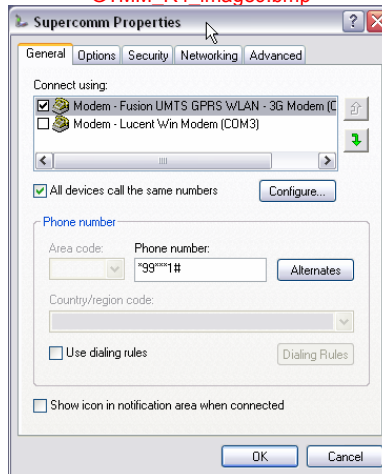 Supercomm Properties
General Options Security Networking Advanced
Connect using:
Modem - Fusion UMTS GPRS WLAN - 3G Modem (C
Modem - Lucent Win Modem (COM3)
All devices call the same numbers Configure...
Phone number
Area code: Phone number:
*99***1# Alternates
Country/region code:
Use dialing rules Dialing Rules
Show icon in notification area when connected
OK Cancel